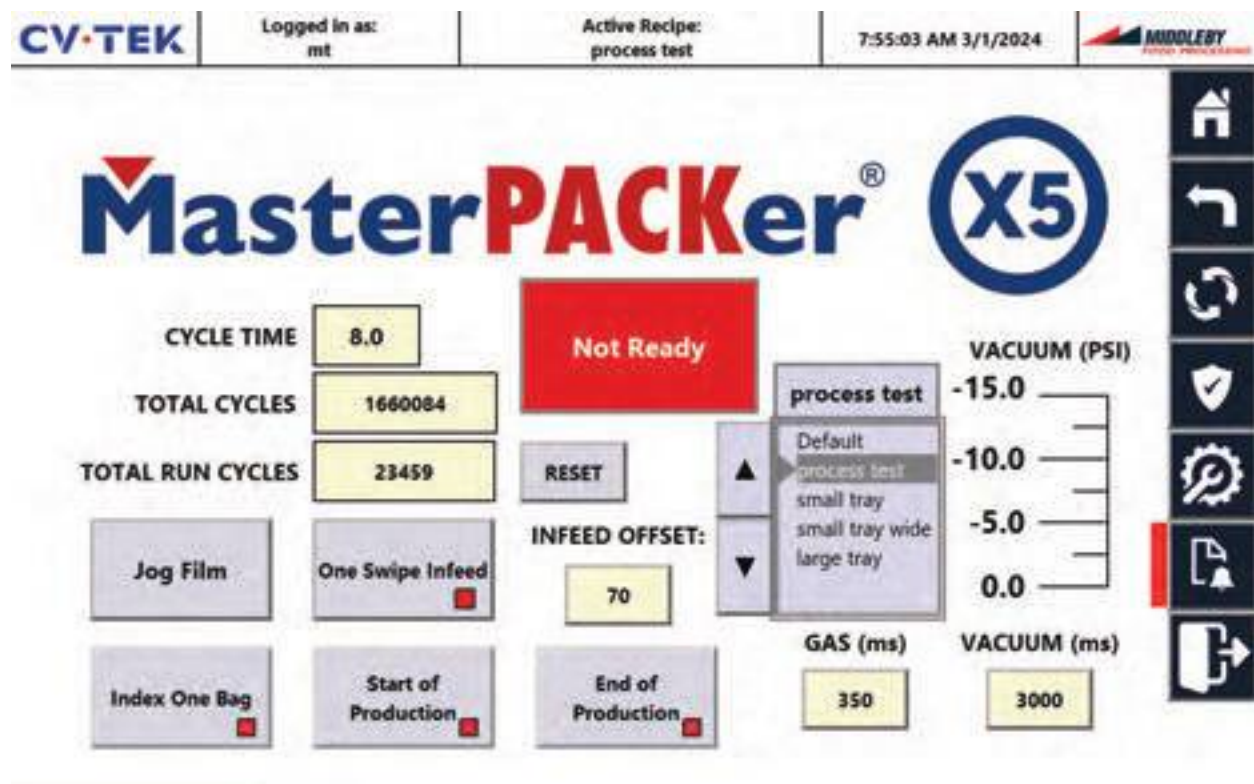 CV·TEK
Logged in as:
mt
Active Recipe:
process test
7:55:03 AM 3/1/2024
MIDDLEBY
FOOD PROCESSING
MasterPACKer®
X5
CYCLE TIME
8.0
Not Ready
VACUUM (PSI)
TOTAL CYCLES
1660084
process test
-15.0
Default
process test
small tray
small tray wide
large tray
-10.0
-5.0
0.0
TOTAL RUN CYCLES
23459
RESET
▲
▼
INFEED OFFSET:
70
Jog Film
One Swipe Infeed
GAS (ms)
350
VACUUM (ms)
3000
Index One Bag
Start of
Production
End of
Production